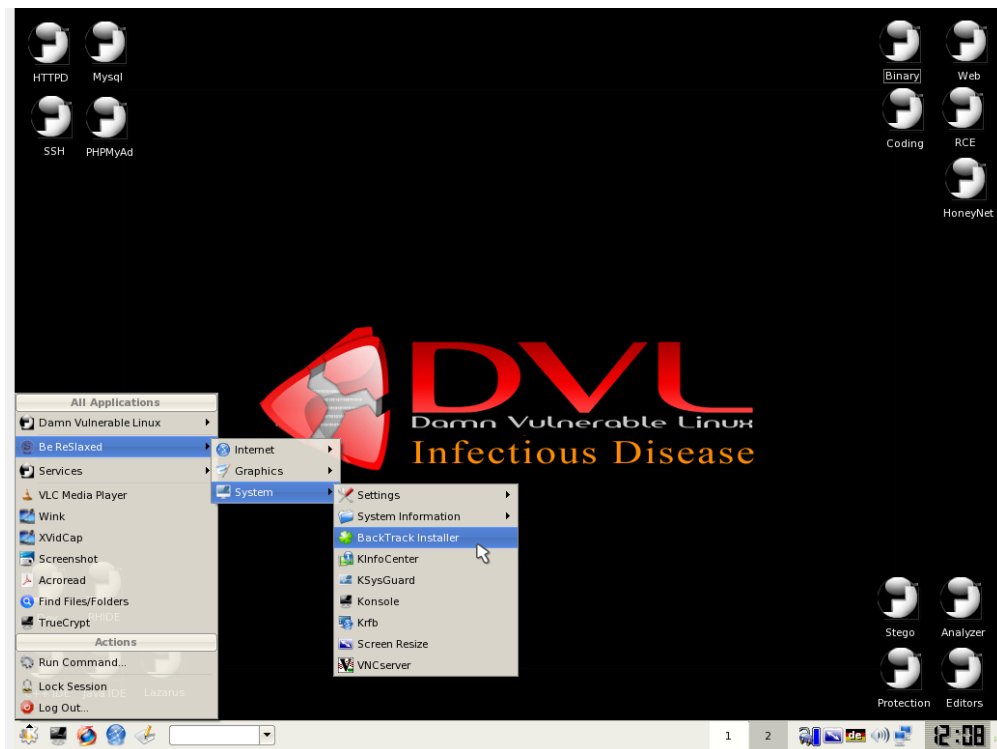 HTTPD
Mysql
SSH
PHPMyAd
Binary
Web
Coding
RCE
HoneyNet
DVL
Damn Vulnerable Linux
Infectious Disease
All Applications
Damn Vulnerable Linux
Be ReSlaxed
Services
VLC Media Player
Wink
XVidCap
Screenshot
Acroread
Find Files/Folders
TrueCrypt
Actions
Run Command...
Lock Session
Log Out...
Internet
Graphics
System
Settings
System Information
BackTrack Installer
KInfoCenter
KSysGuard
Konsole
Krfb
Screen Resize
VNCserver
Lazarus
Stego
Analyzer
Protection
Editors
1
2
de
12:08